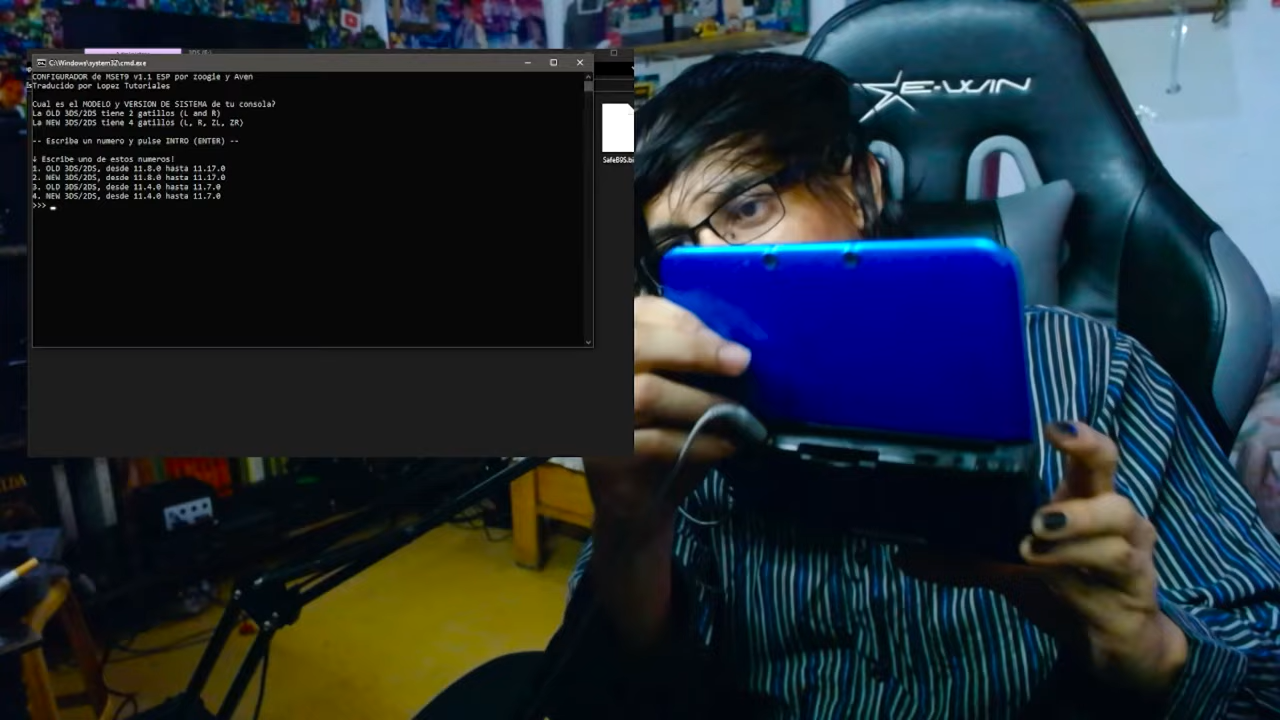 C:\Windows\system32\cmd.exe
CONFIGURADOR de MSET9 v1.1 ESP por zoogie y Aven
Traducido por Lopez Tutoriales
Cual es el MODELO y VERSION DE SISTEMA de tu consola?
La OLD 3DS/2DS tiene 2 gatillos (L and R)
La NEW 3DS/2DS tiene 4 gatillos (L, R, ZL, ZR)
-- Escriba un numero y pulse INTRO (ENTER) --
↓ Escribe uno de estos numeros!
1. OLD 3DS/2DS, desde 11.8.0 hasta 11.17.0
2. NEW 3DS/2DS, desde 11.8.0 hasta 11.17.0
3. OLD 3DS/2DS, desde 11.4.0 hasta 11.7.0
4. NEW 3DS/2DS, desde 11.4.0 hasta 11.7.0
>>> _
SafeB9S.bi
E-WIN